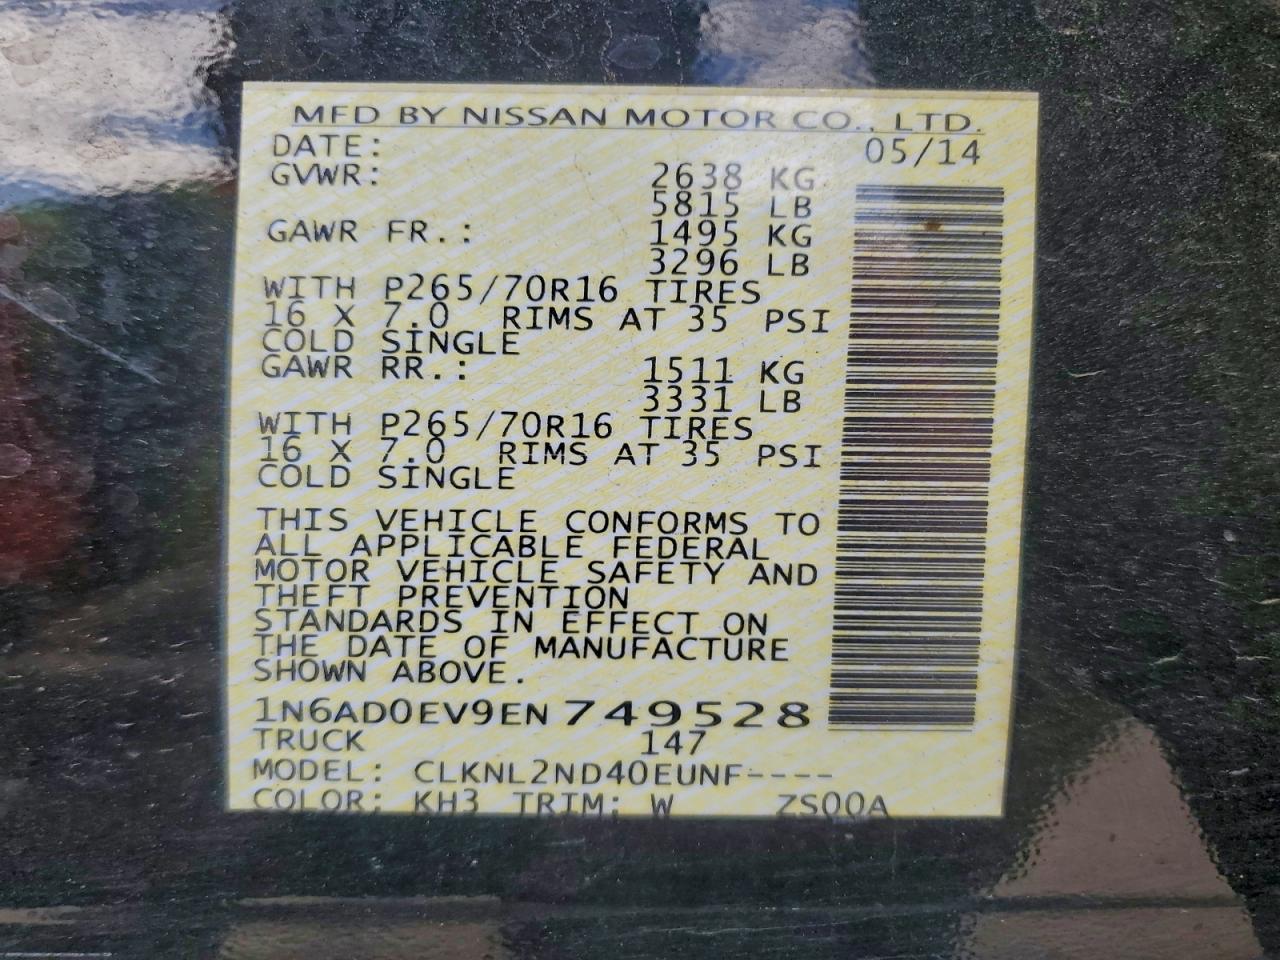 MFD BY NISSAN MOTOR CO., LTD.
DATE: 05/14
GVWR: 2638 KG
5815 LB
GAWR FR.: 1495 KG
3296 LB
WITH P265/70R16 TIRES
16 X 7.0 RIMS AT 35 PSI
COLD SINGLE
GAWR RR.: 1511 KG
3331 LB
WITH P265/70R16 TIRES
16 X 7.0 RIMS AT 35 PSI
COLD SINGLE
THIS VEHICLE CONFORMS TO
ALL APPLICABLE FEDERAL
MOTOR VEHICLE SAFETY AND
THEFT PREVENTION
STANDARDS IN EFFECT ON
THE DATE OF MANUFACTURE
SHOWN ABOVE.
1N6AD0EV9EN749528
TRUCK 147
MODEL: CLKNL2ND40EUNF----
COLOR: KH3 TRIM: W ZS00A